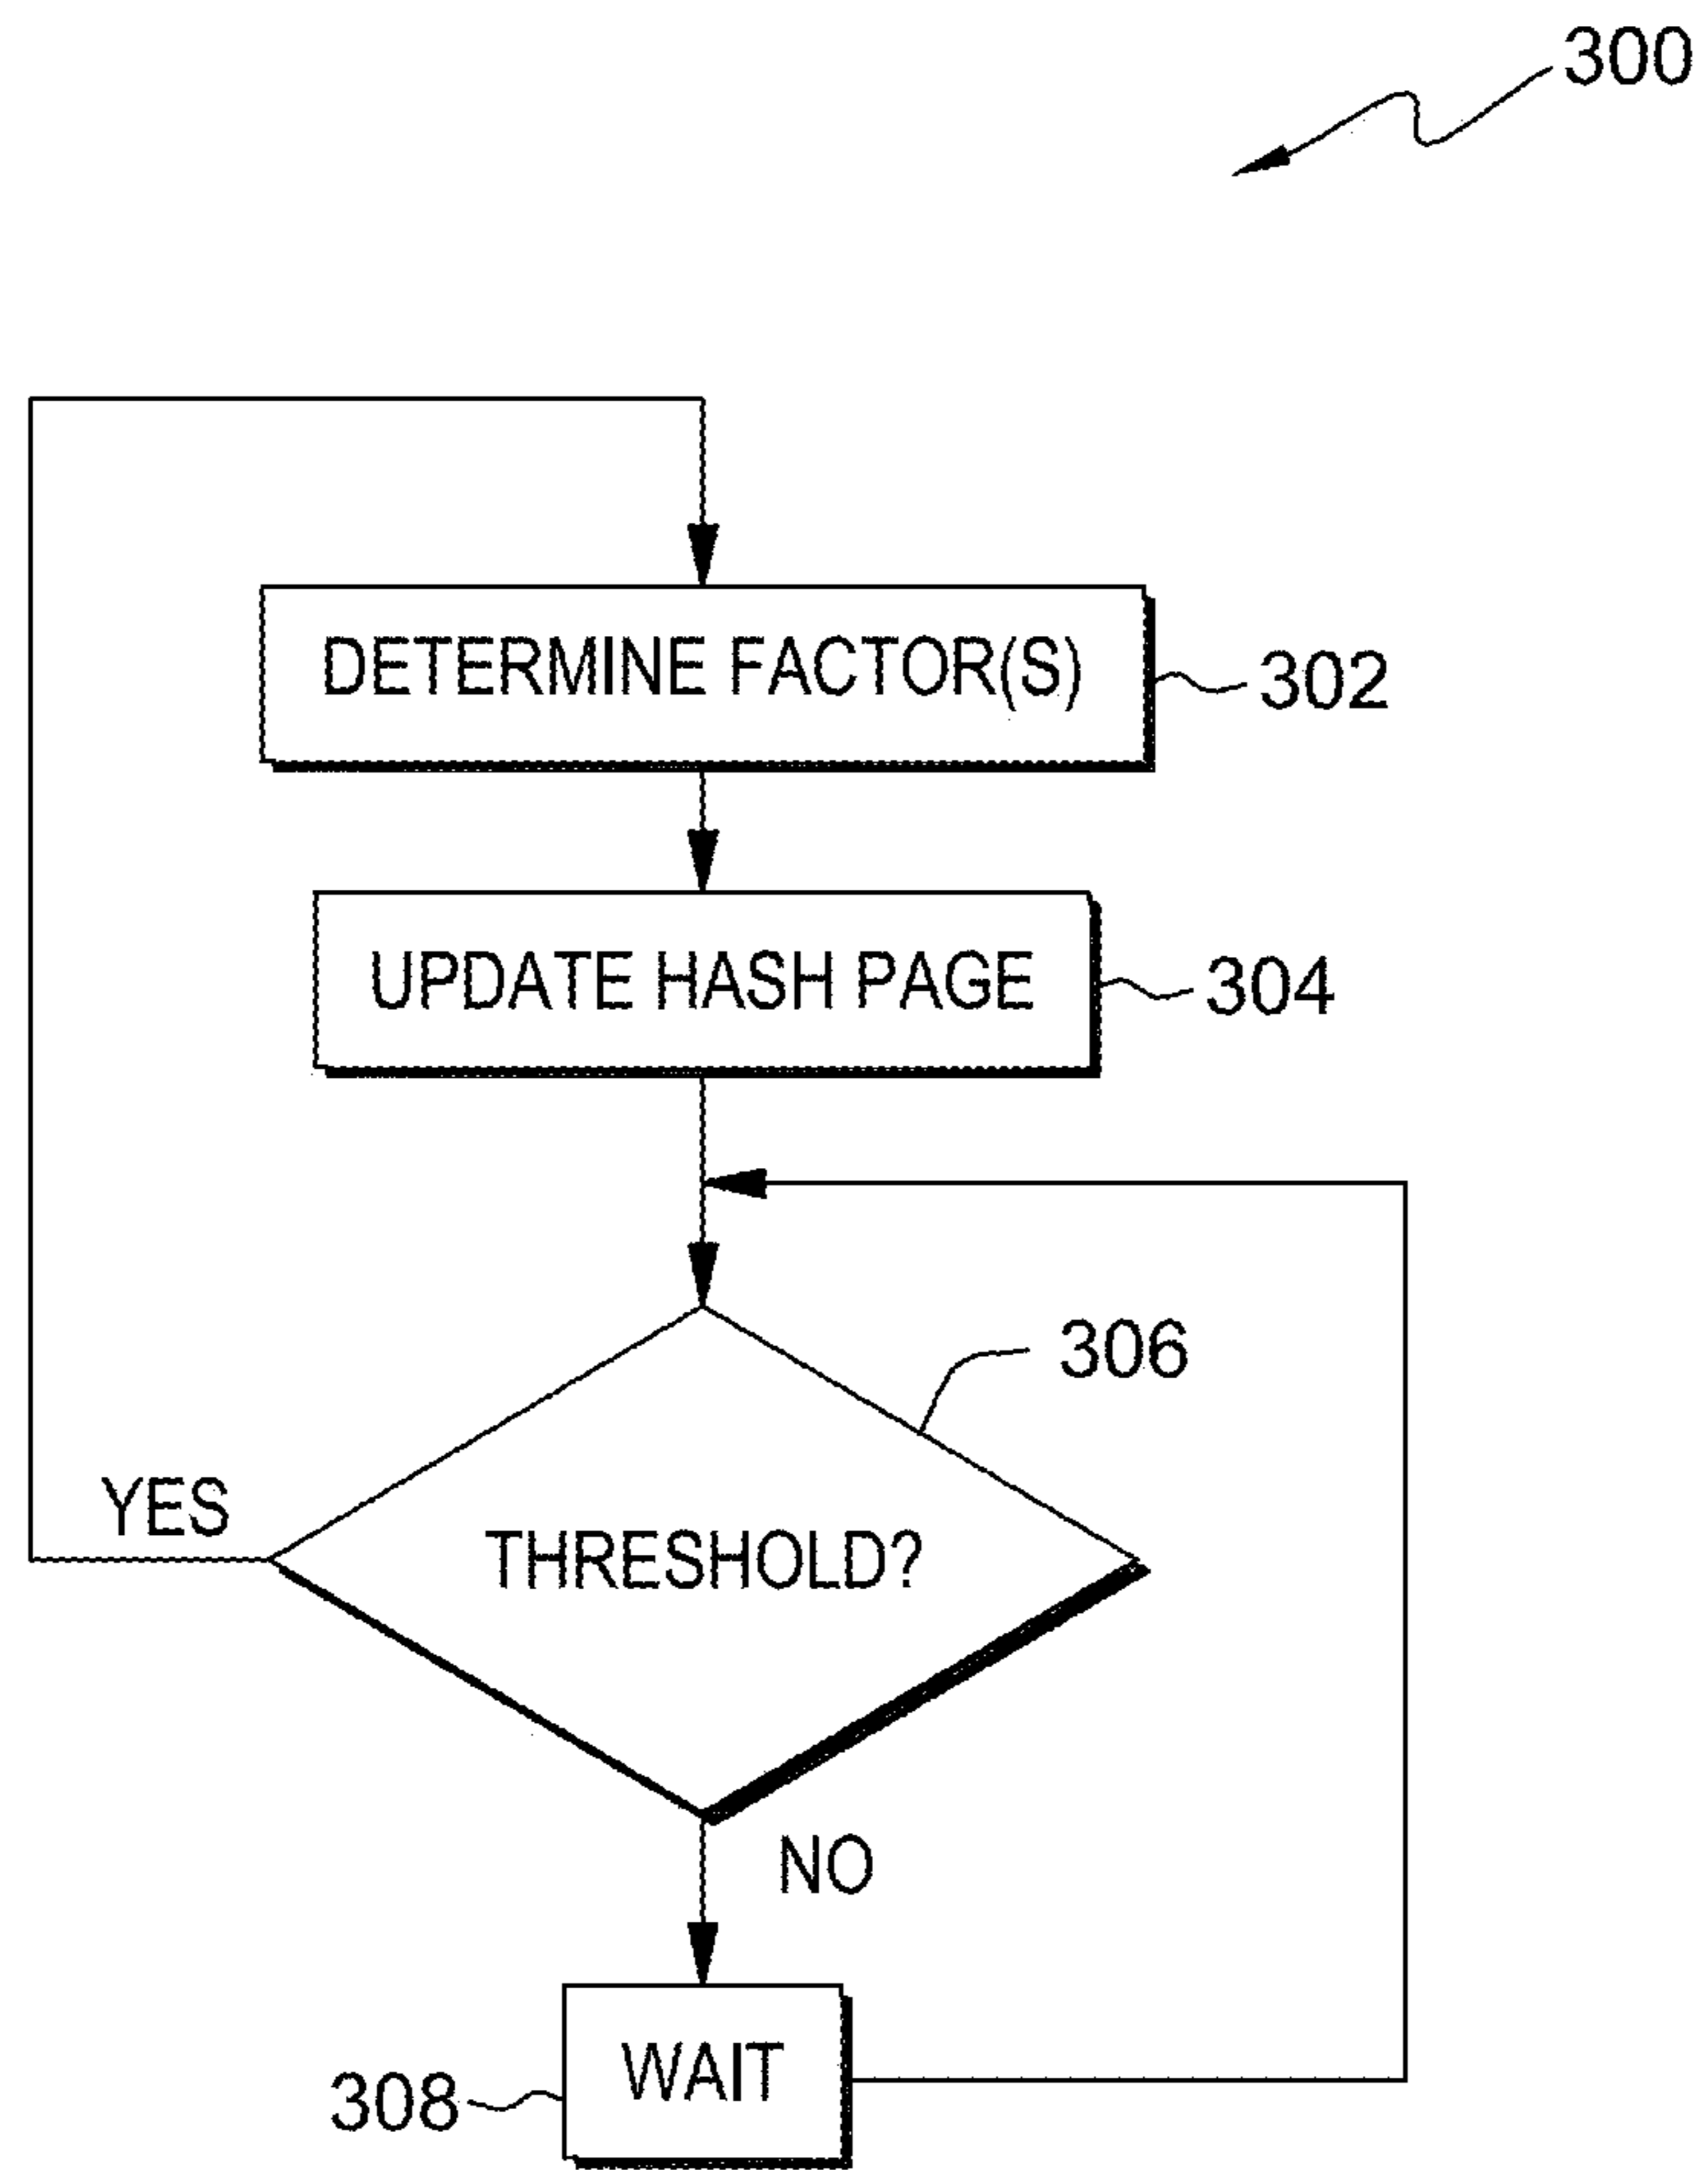 300
DETERMINE FACTOR(S)
302
UPDATE HASH PAGE
304
306
YES
THRESHOLD?
NO
WAIT
308